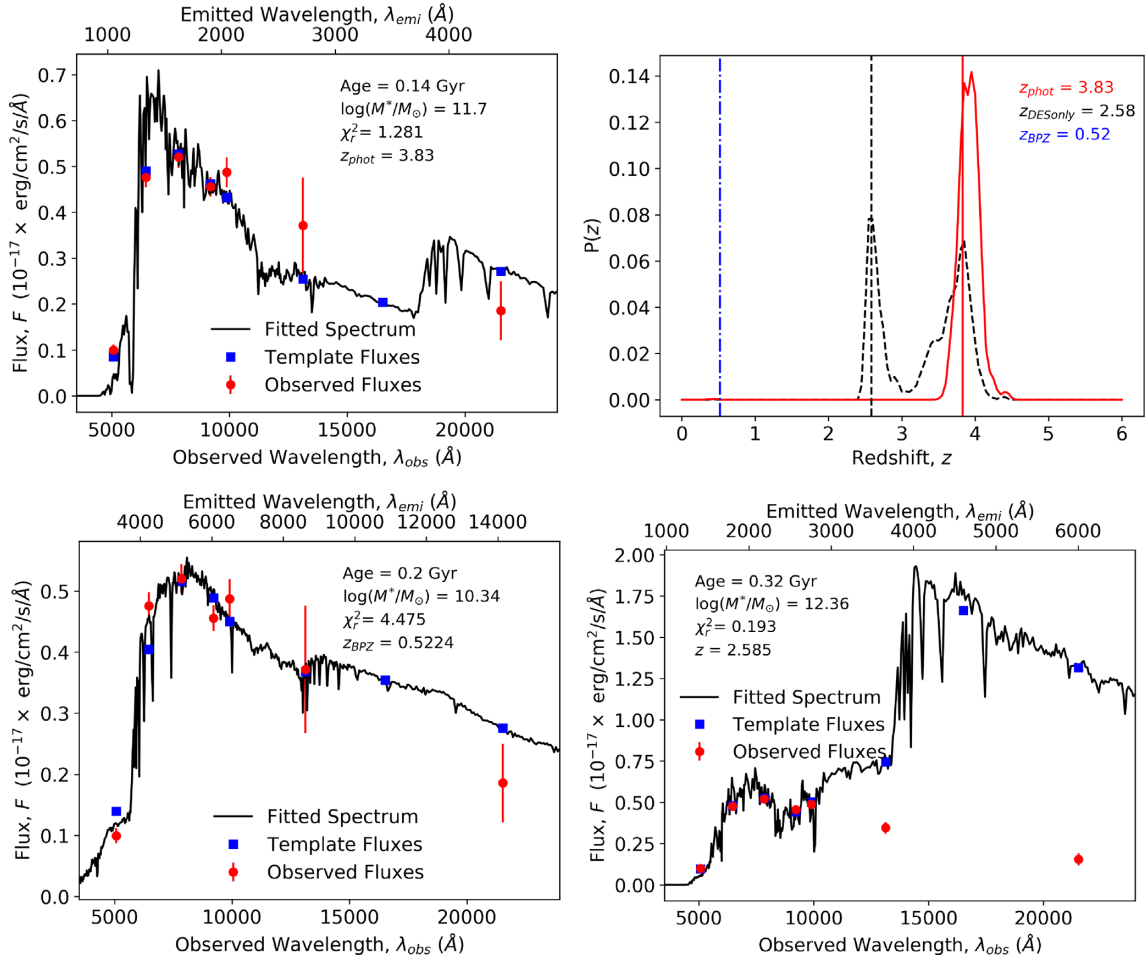 Emitted Wavelength, λemi (Å)
1000 2000 4000
0.7
0.6
0.5
0.4
0.3
0.2
0.1
0.0
Flux, F (10⁻¹⁷ × erg/cm²/s/Å)
Age = 0.14 Gyr
log(M*/M⊙) = 11.7
χ²r= 1.281
zphot = 3.83
Fitted Spectrum
Template Fluxes
Observed Fluxes
5000 10000 15000 20000
Observed Wavelength, λobs (Å)
0.14
0.12
0.10
0.08
0.06
0.04
0.02
0.00
P(z)
zphot = 3.83
zDESonly = 2.58
zBPZ = 0.52
0 1 2 3 4 5 6
Redshift, z
Emitted Wavelength, λemi (Å)
4000 6000 8000 10000 12000 14000
0.5
0.4
0.3
0.2
0.1
0.0
Flux, F (10⁻¹⁷ × erg/cm²/s/Å)
Age = 0.2 Gyr
log(M*/M⊙) = 10.34
χ²r= 4.475
zBPZ = 0.5224
Fitted Spectrum
Template Fluxes
Observed Fluxes
5000 10000 15000 20000
Observed Wavelength, λobs (Å)
Emitted Wavelength, λemi (Å)
1000 2000 3000 4000 5000 6000
2.00
1.75
1.50
1.25
1.00
0.75
0.50
0.25
0.00
Flux, F (10⁻¹⁷ × erg/cm²/s/Å)
Age = 0.32 Gyr
log(M*/M⊙) = 12.36
χ²r= 0.193
z = 2.585
Fitted Spectrum
Template Fluxes
Observed Fluxes
5000 10000 15000 20000
Observed Wavelength, λobs (Å)